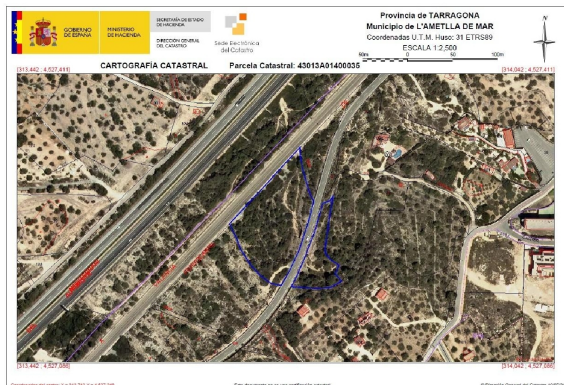 GOBIERNO
DE ESPAÑA
MINISTERIO
DE HACIENDA
SECRETARÍA DE ESTADO
DE HACIENDA
DIRECCIÓN GENERAL
DEL CATASTRO
Sede Electrónica
del Catastro
Provincia de TARRAGONA
Municipio de L'AMETLLA DE MAR
Coordenadas U.T.M. Huso: 31 ETRS89
ESCALA 1:2,500
50m 0 50 100m
[313,442 ; 4,527,411]
CARTOGRAFÍA CATASTRAL Parcela Catastral: 43013A01400035
[314,042 ; 4,527,411]
[313,442 ; 4,527,086]
[314,042 ; 4,527,086]